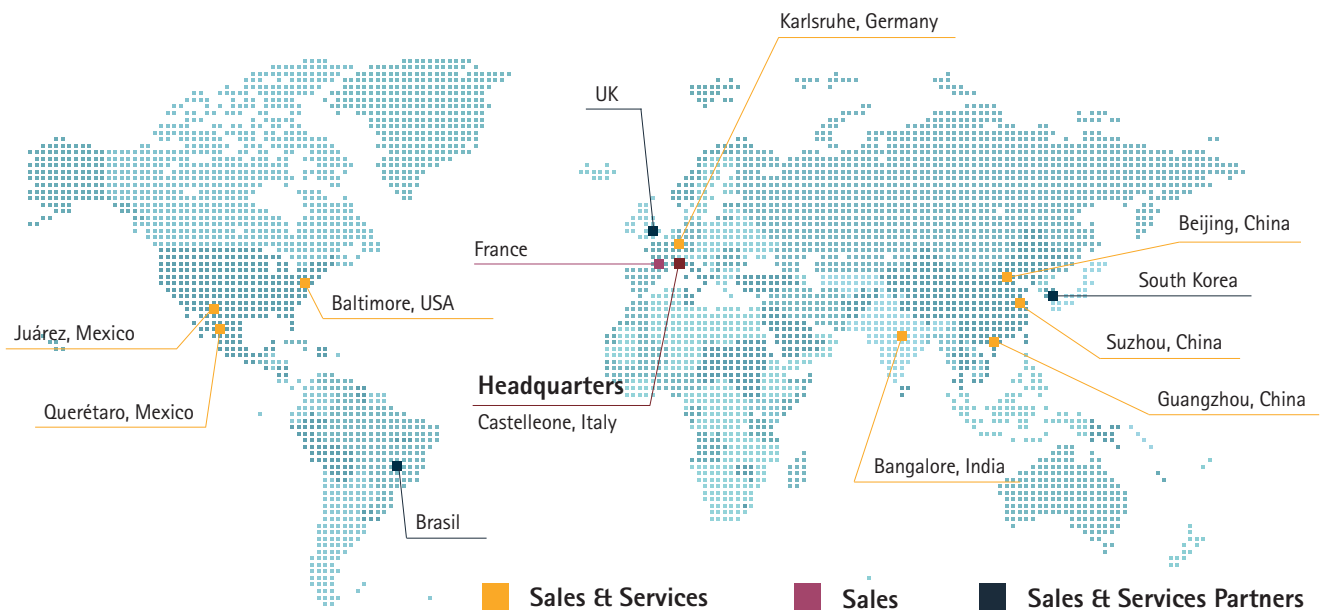 Karlsruhe, Germany
UK
Beijing, China
France
South Korea
Baltimore, USA
Juárez, Mexico
Suzhou, China
Headquarters
Castelleone, Italy
Querétaro, Mexico
Guangzhou, China
Bangalore, India
Brasil
Sales & Services
Sales
Sales & Services Partners